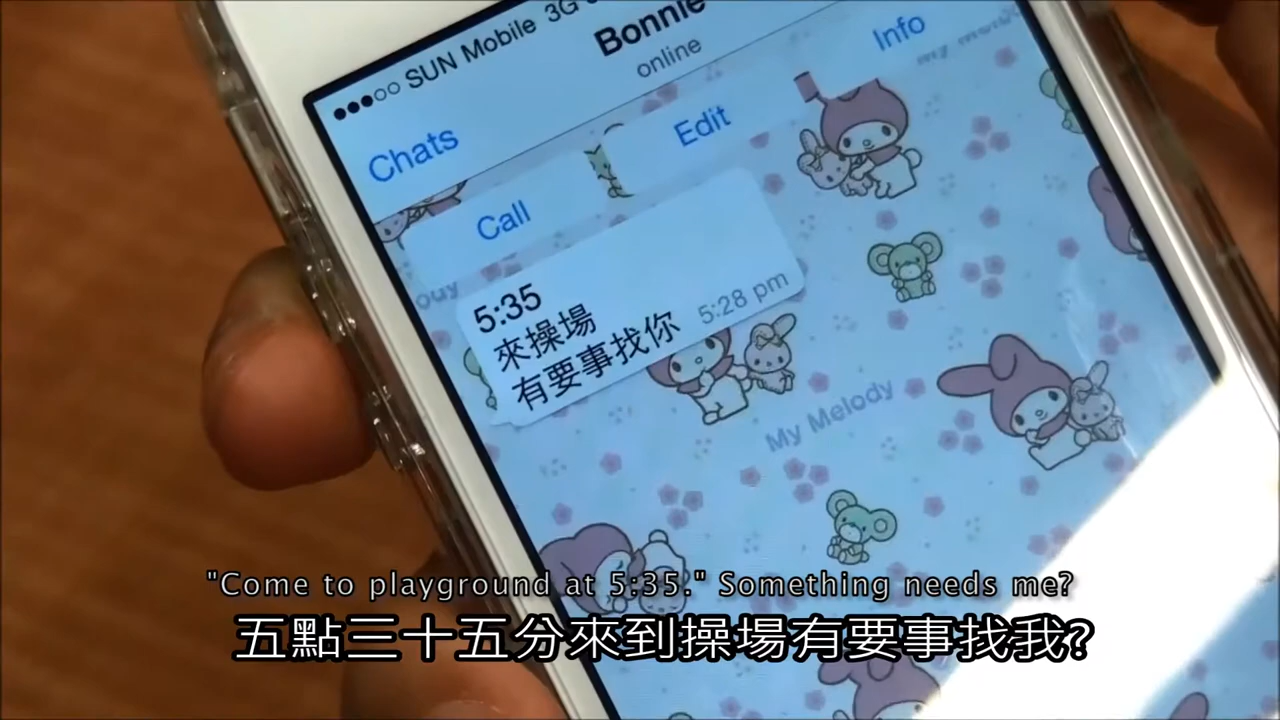 SUN Mobile 3G
Bonnie
online
Info
Chats
Edit
Call
5:35
來操場
有要事找你 5:28 pm
My Melody
"Come to playground at 5:35." Something needs me?
五點三十五分來到操場有要事找我?